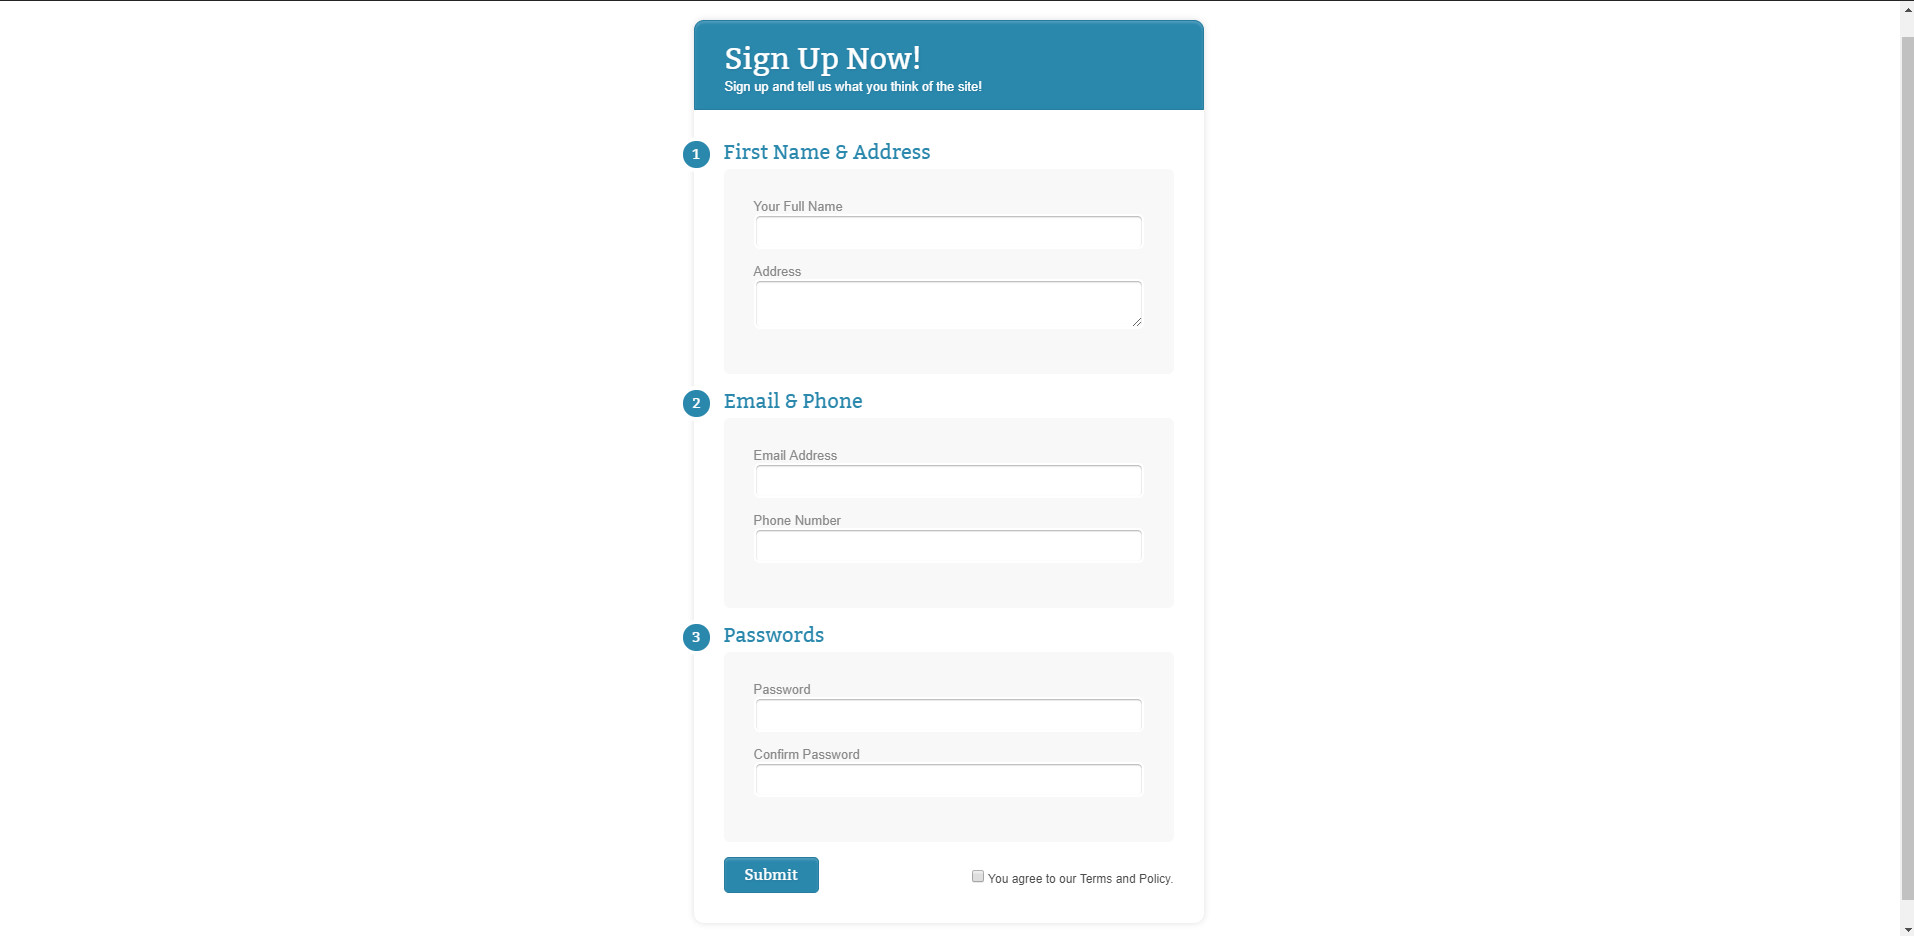 Sign Up Now!
Sign up and tell us what you think of the site!
1 First Name & Address
Your Full Name
Address
2 Email & Phone
Email Address
Phone Number
3 Passwords
Password
Confirm Password
Submit
You agree to our Terms and Policy.